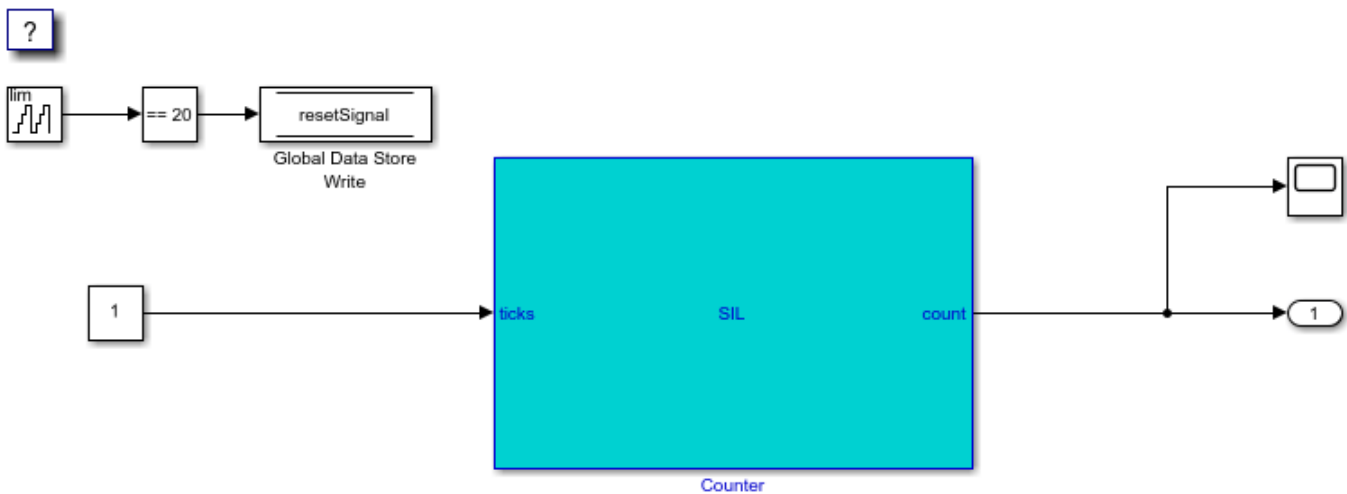 ?
lim
== 20
resetSignal
Global Data Store
Write
1
ticks
SIL
count
1
Counter